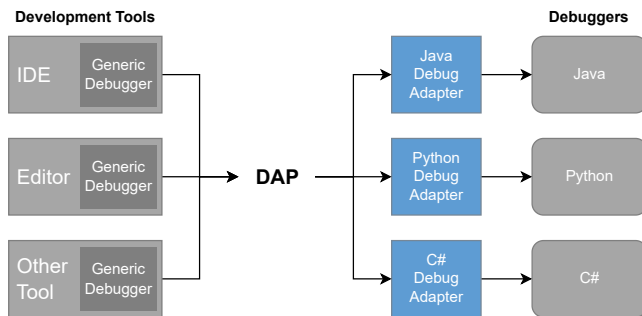 Development Tools
Debuggers
IDE
Generic
Debugger
Java
Debug
Adapter
Java
Editor
Generic
Debugger
DAP
Python
Debug
Adapter
Python
Other
Tool
Generic
Debugger
C#
Debug
Adapter
C#